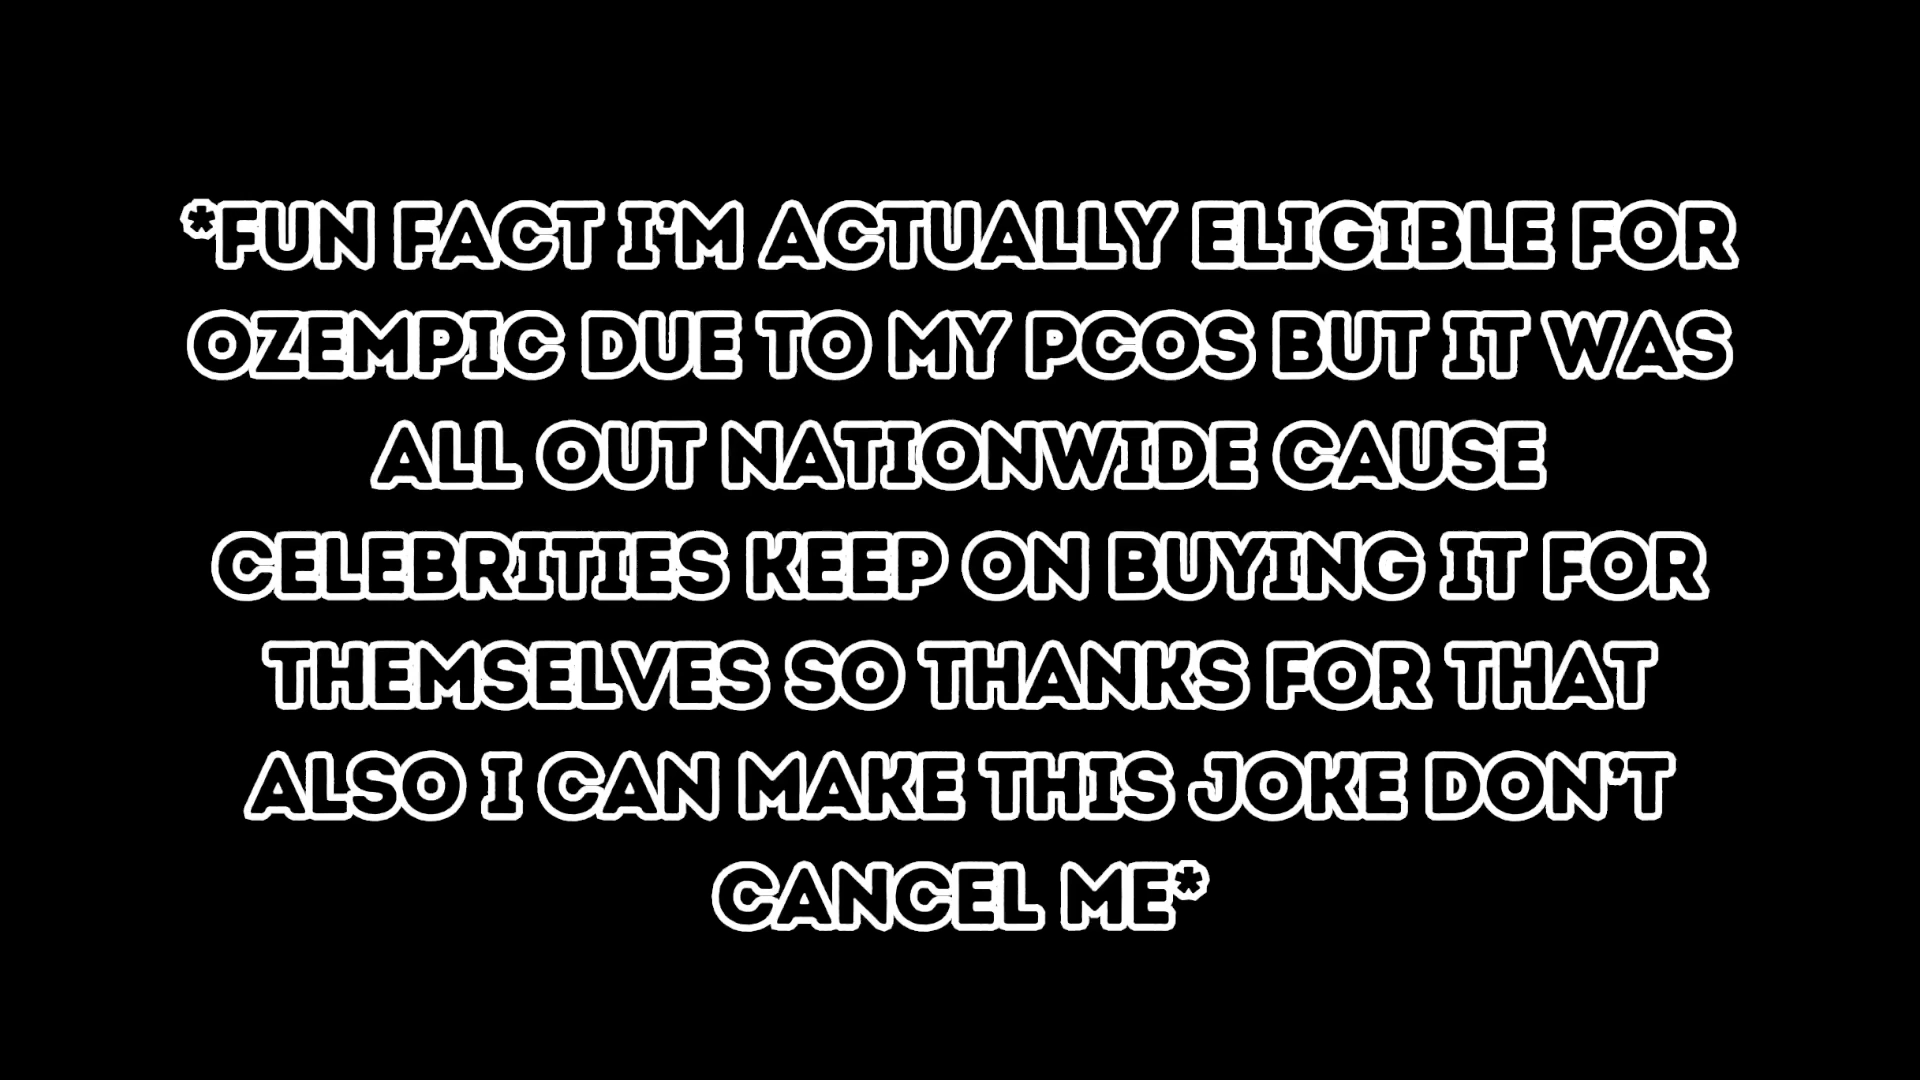 *FUN FACT I'M ACTUALLY ELIGIBLE FOR
OZEMPIC DUE TO MY PCOS BUT IT WAS
ALL OUT NATIONWIDE CAUSE
CELEBRITIES KEEP ON BUYING IT FOR
THEMSELVES SO THANKS FOR THAT
ALSO I CAN MAKE THIS JOKE DON'T
CANCEL ME*